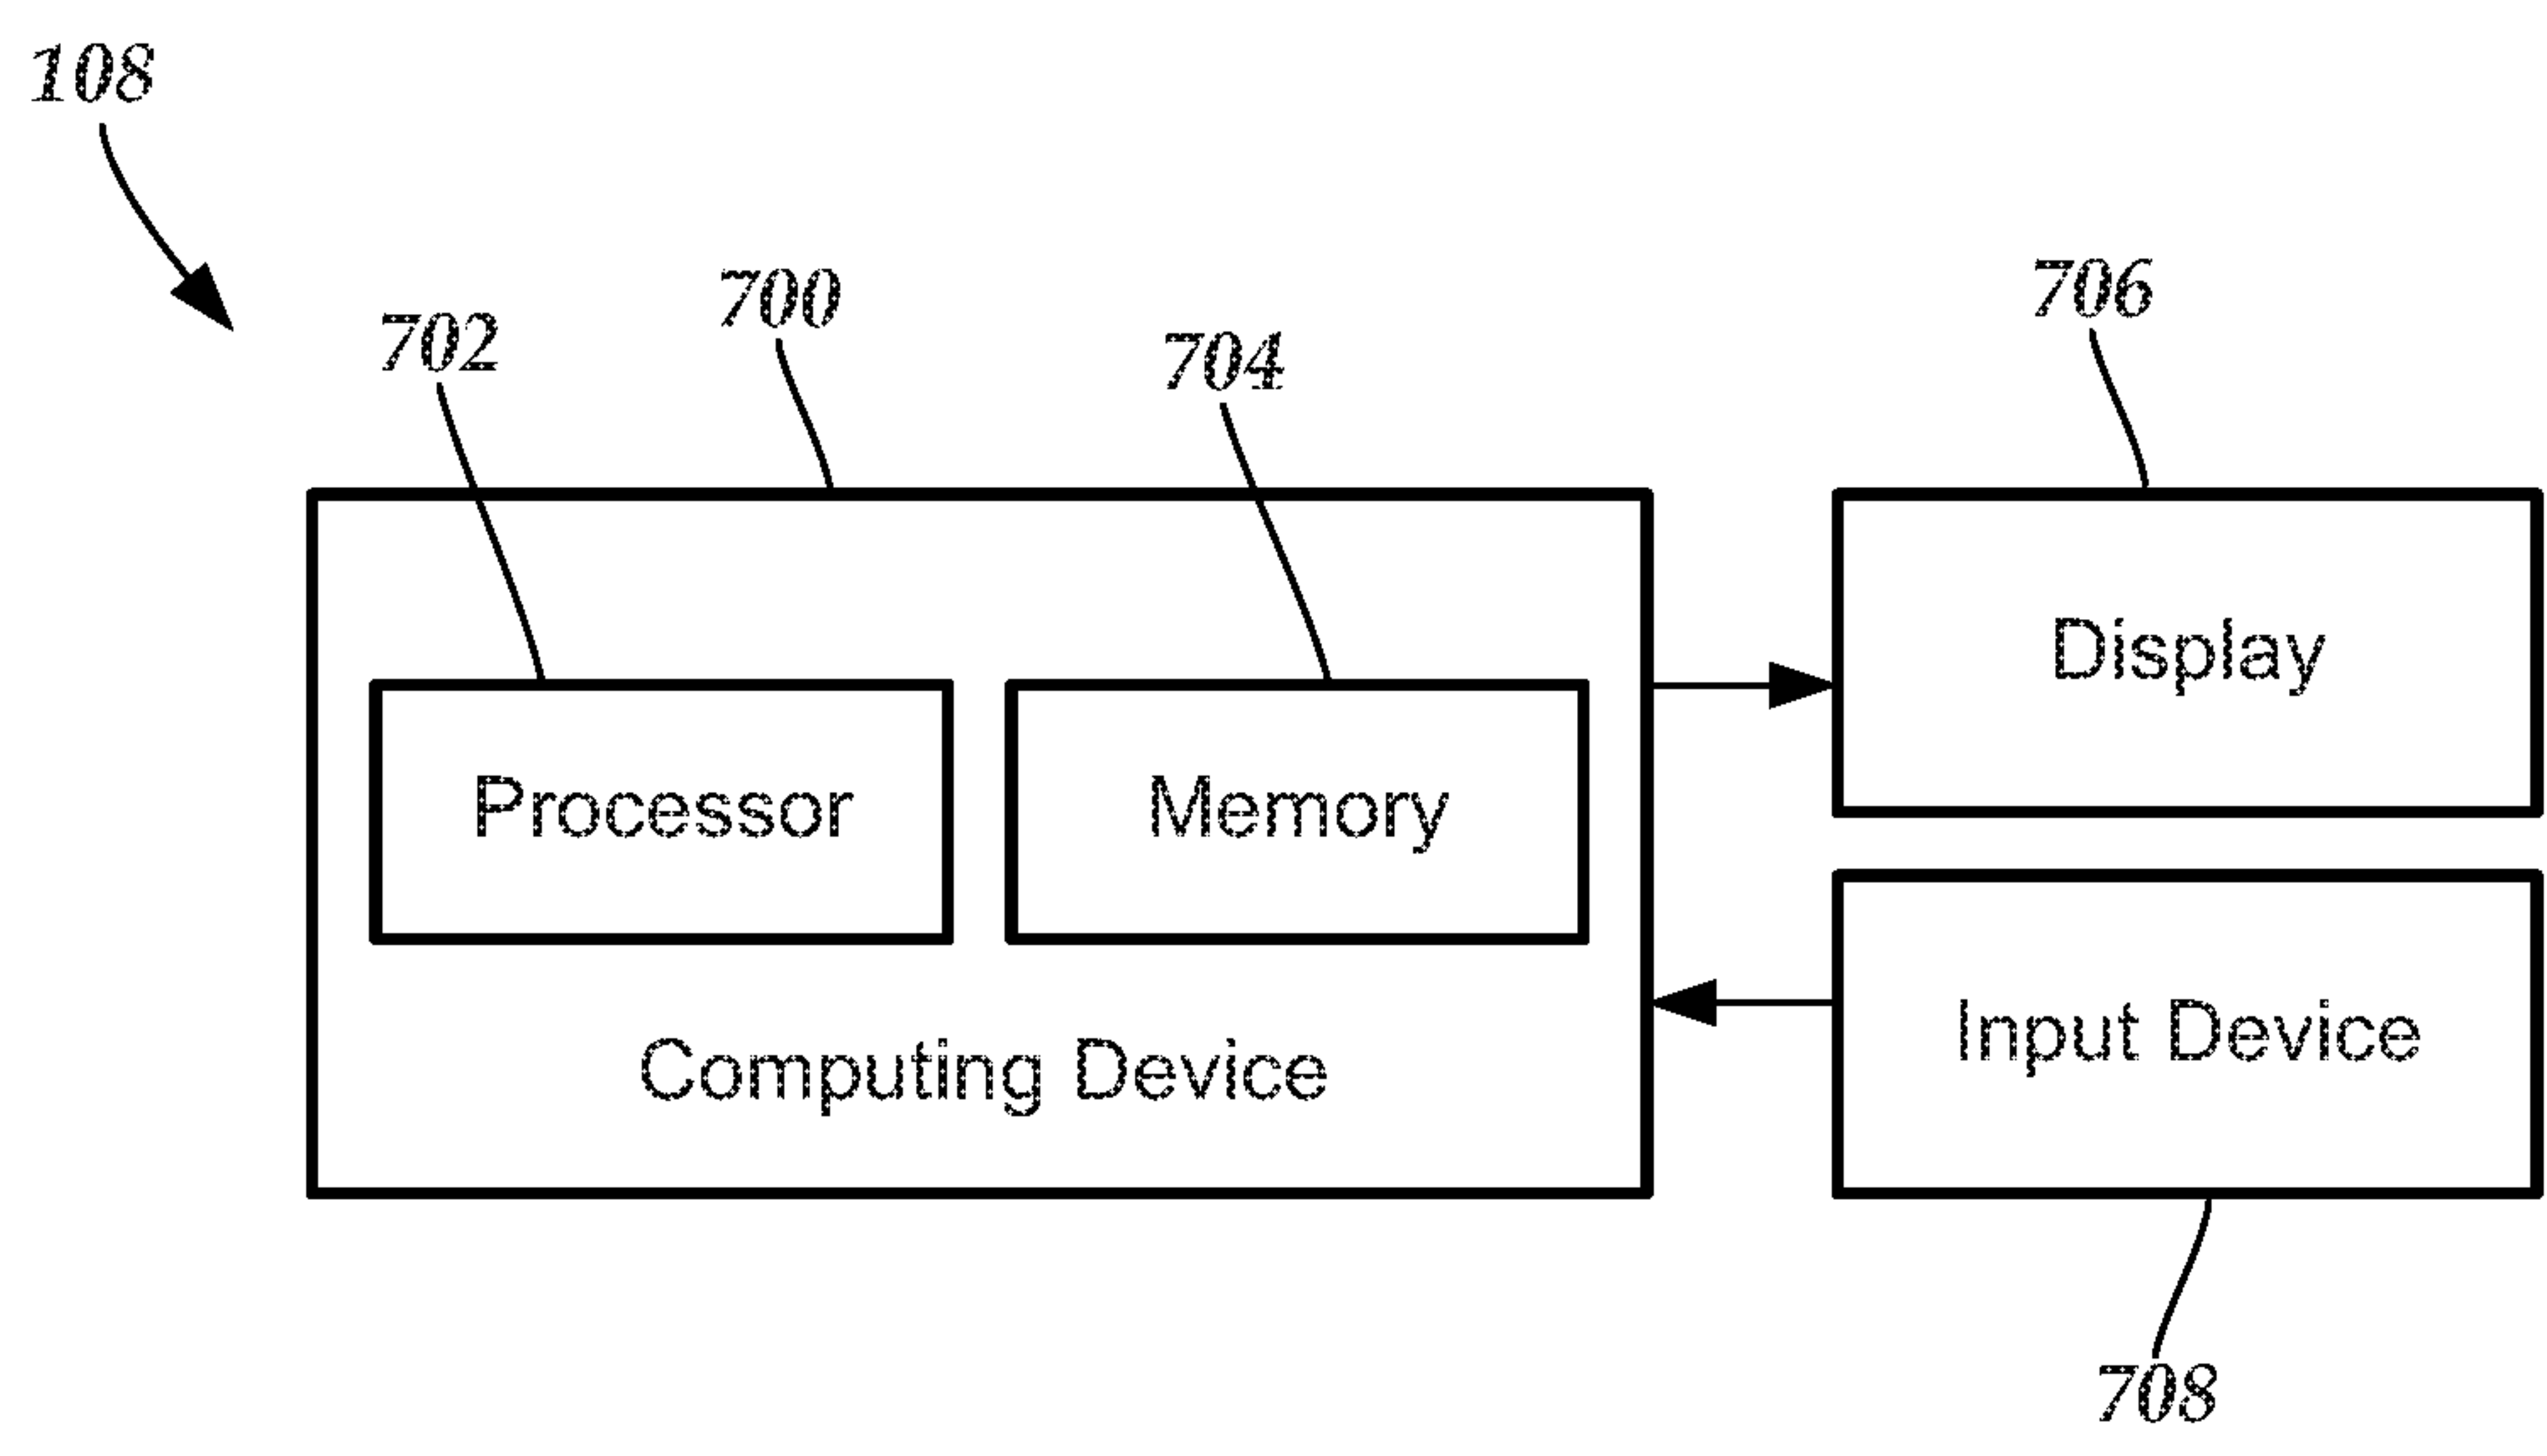 108
702
700
704
706
Processor
Memory
Computing Device
Display
Input Device
708